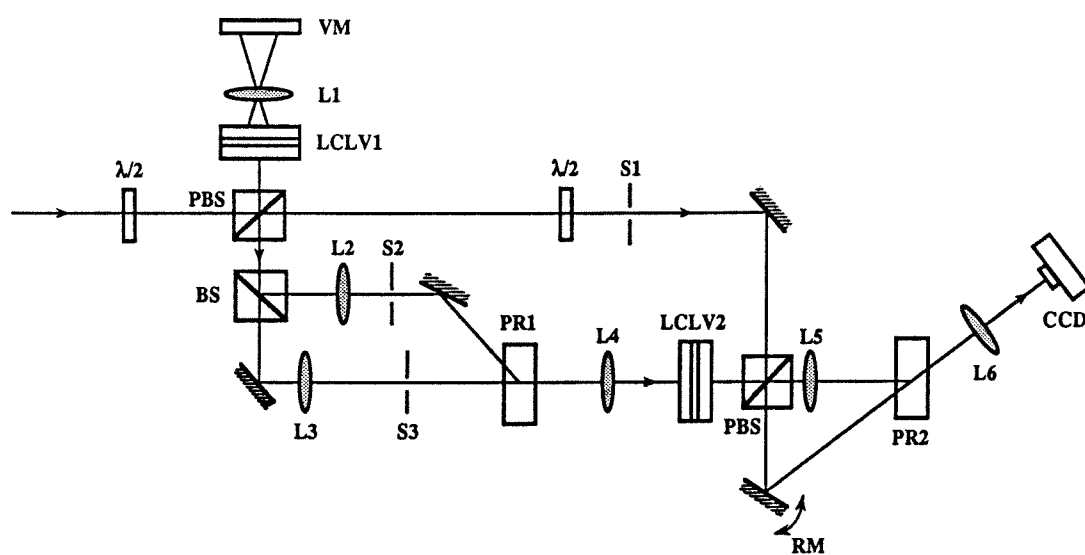 VM
L1
LCLV1
λ/2
PBS
λ/2
S1
L2
S2
BS
PR1
L4
LCLV2
L5
CCD
L6
L3
S3
PBS
PR2
RM